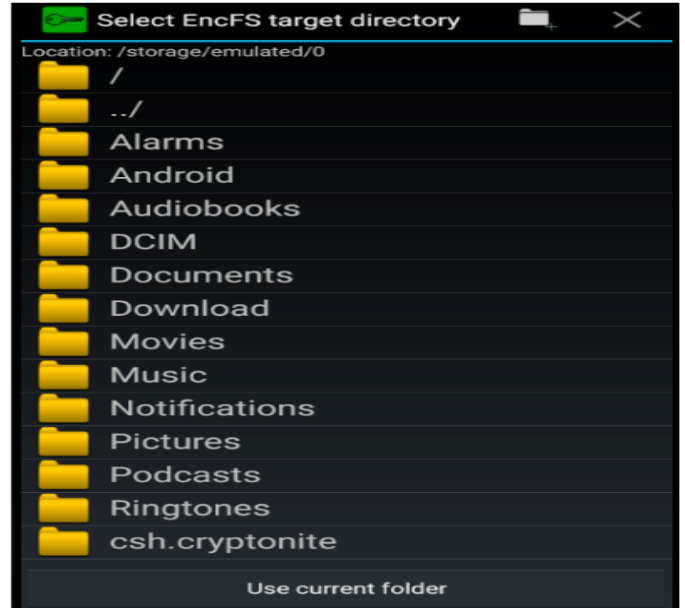 Select EncFS target directory
Location: /storage/emulated/0
/
../
Alarms
Android
Audiobooks
DCIM
Documents
Download
Movies
Music
Notifications
Pictures
Podcasts
Ringtones
csh.cryptonite
Use current folder